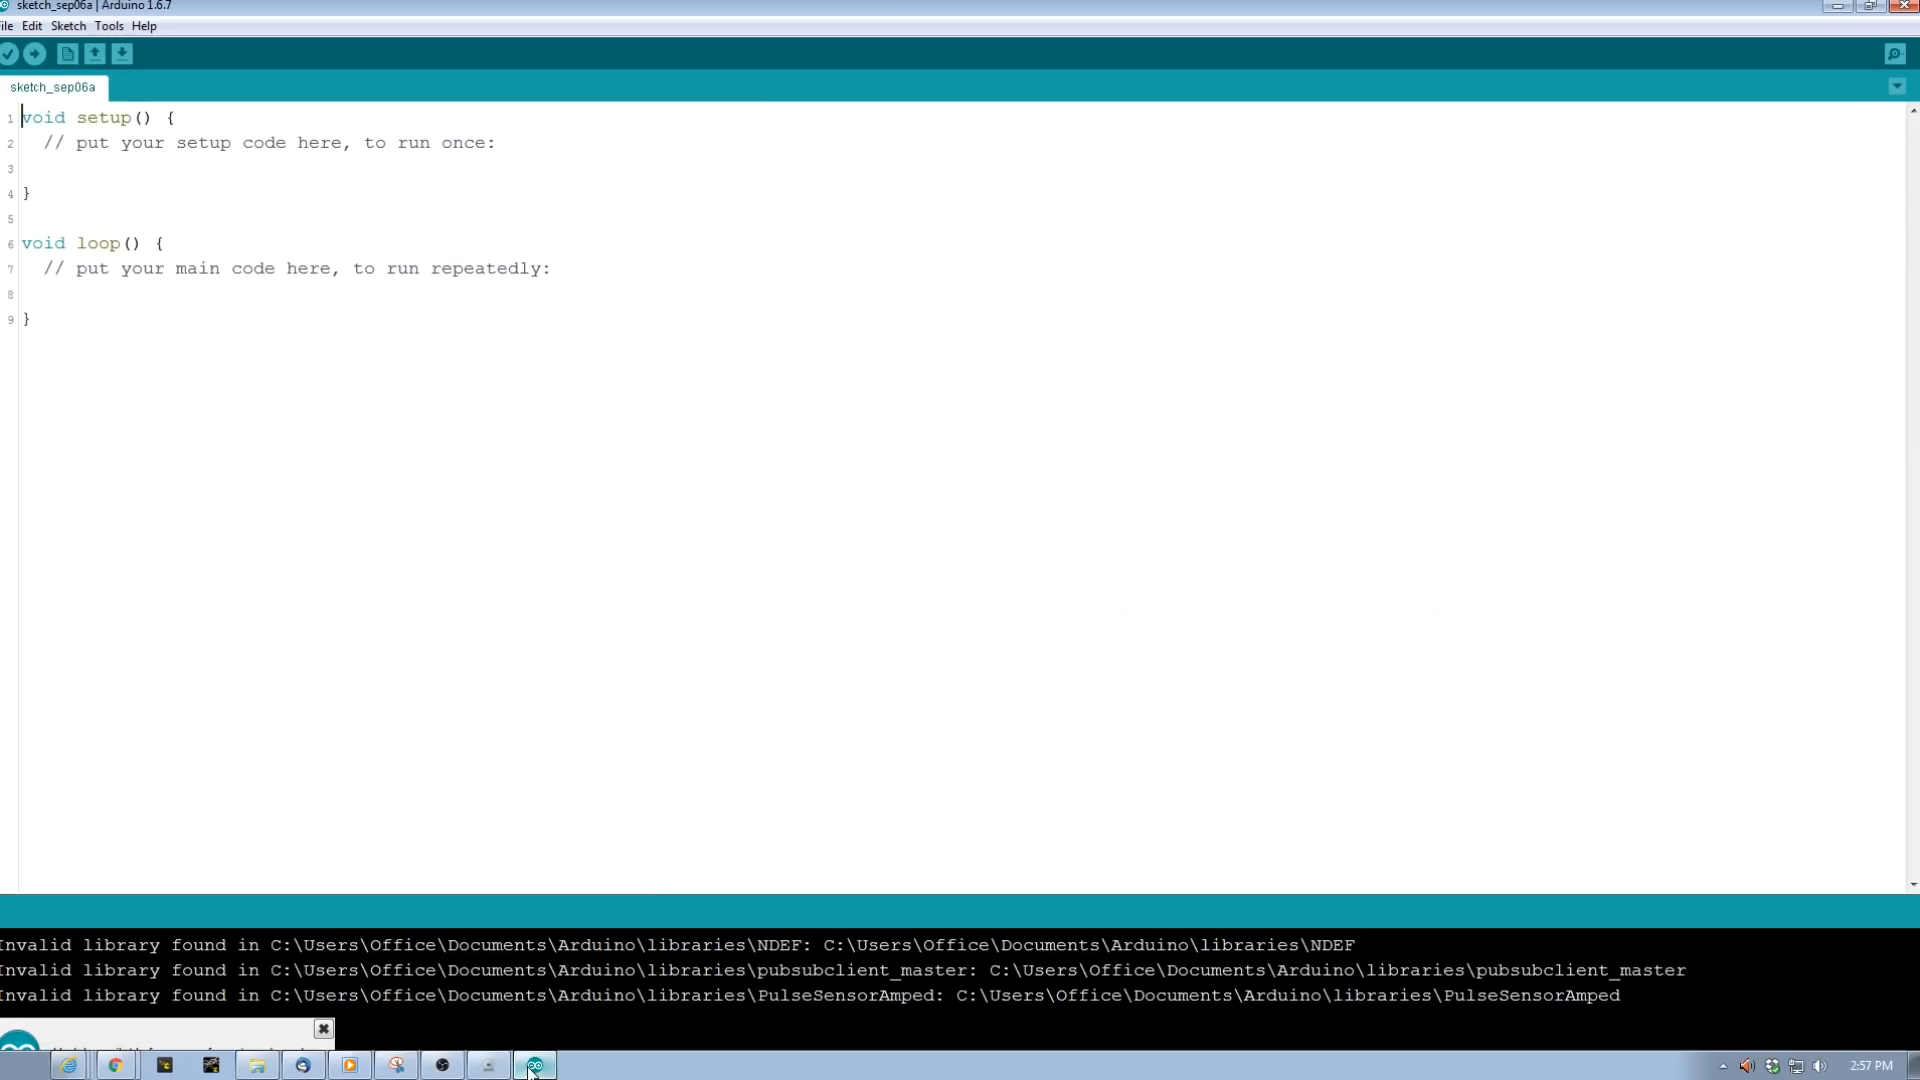 sketch_sep06a | Arduino 1.6.7
ile Edit Sketch Tools Help
sketch_sep06a
1 void setup() {
2 // put your setup code here, to run once:
3
4 }
5
6 void loop() {
7 // put your main code here, to run repeatedly:
8
9 }
Invalid library found in C:\Users\Office\Documents\Arduino\libraries\NDEF: C:\Users\Office\Documents\Arduino\libraries\NDEF
Invalid library found in C:\Users\Office\Documents\Arduino\libraries\pubsubclient_master: C:\Users\Office\Documents\Arduino\libraries\pubsubclient_master
Invalid library found in C:\Users\Office\Documents\Arduino\libraries\PulseSensorAmped: C:\Users\Office\Documents\Arduino\libraries\PulseSensorAmped
2:57 PM